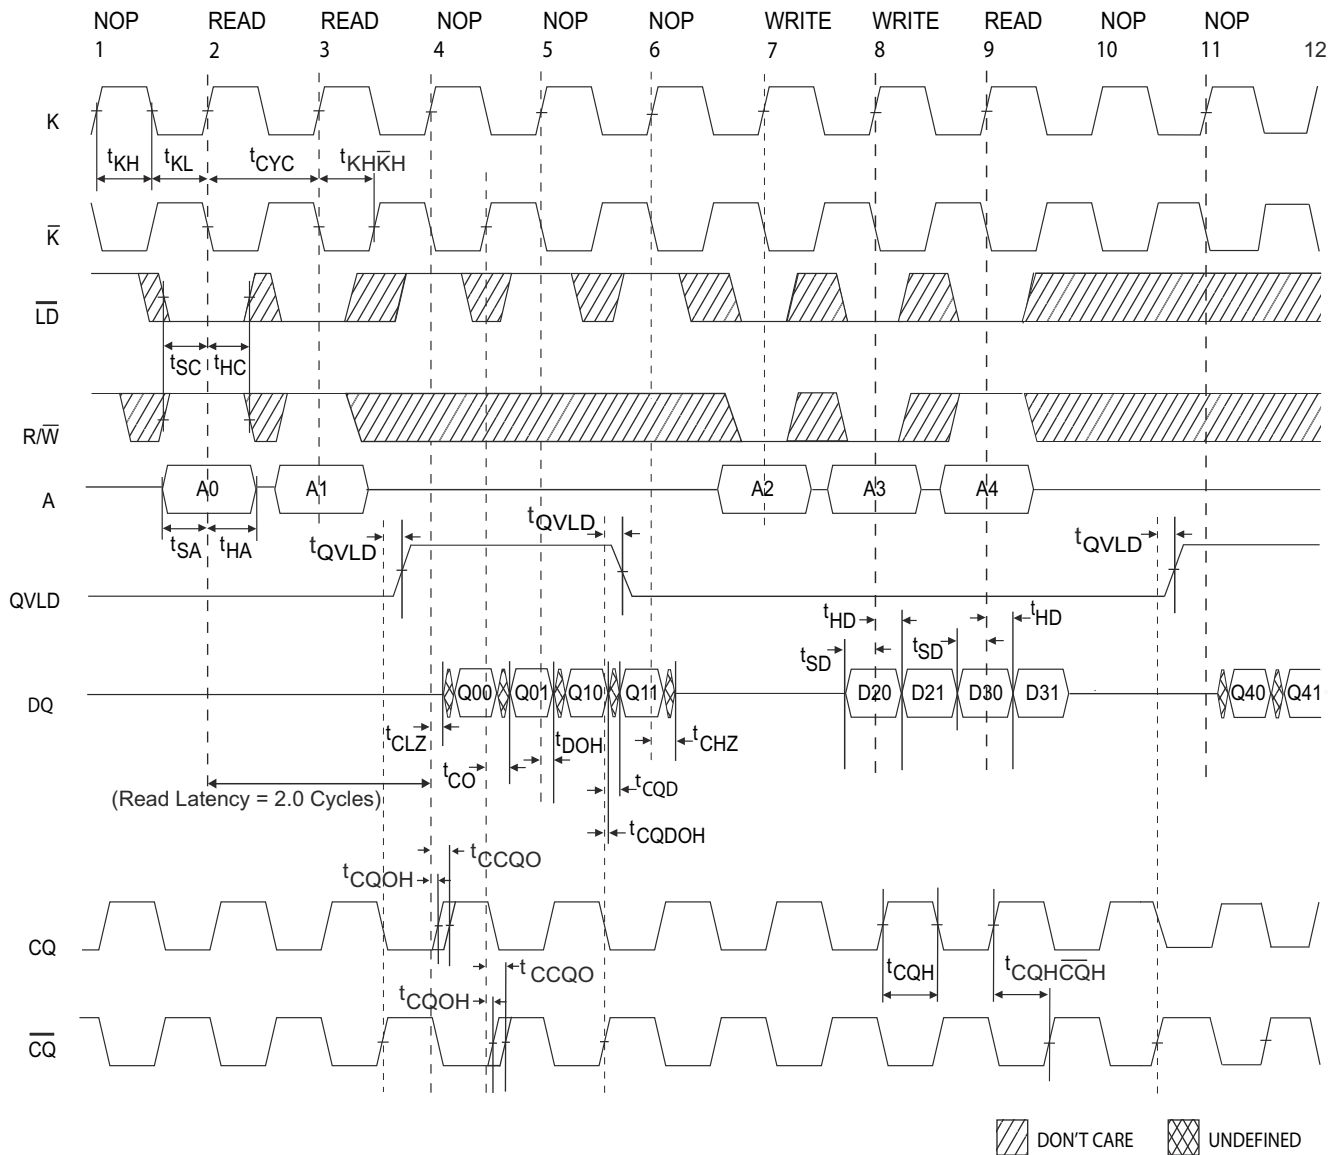 NOP READ READ NOP NOP NOP WRITE WRITE READ NOP NOP
1 2 3 4 5 6 7 8 9 10 11 12
K
tKH tKL tCYC tKHK̅H
K̅
L̅D̅
tSC tHC
R/W̅
A A0 A1 A2 A3 A4
tSA tHA tQVLD tQVLD tQVLD
QVLD
tHD tHD
tSD tSD
DQ Q00 Q01 Q10 Q11 D20 D21 D30 D31 Q40 Q41
tCLZ tDOH tCHZ
tCO tCQD
(Read Latency = 2.0 Cycles)
tCQDOH
tCCQO
tCQOH
CQ
tCQH tCQHC̅Q̅H
tCCQO
tCQOH
C̅Q̅
DON'T CARE UNDEFINED